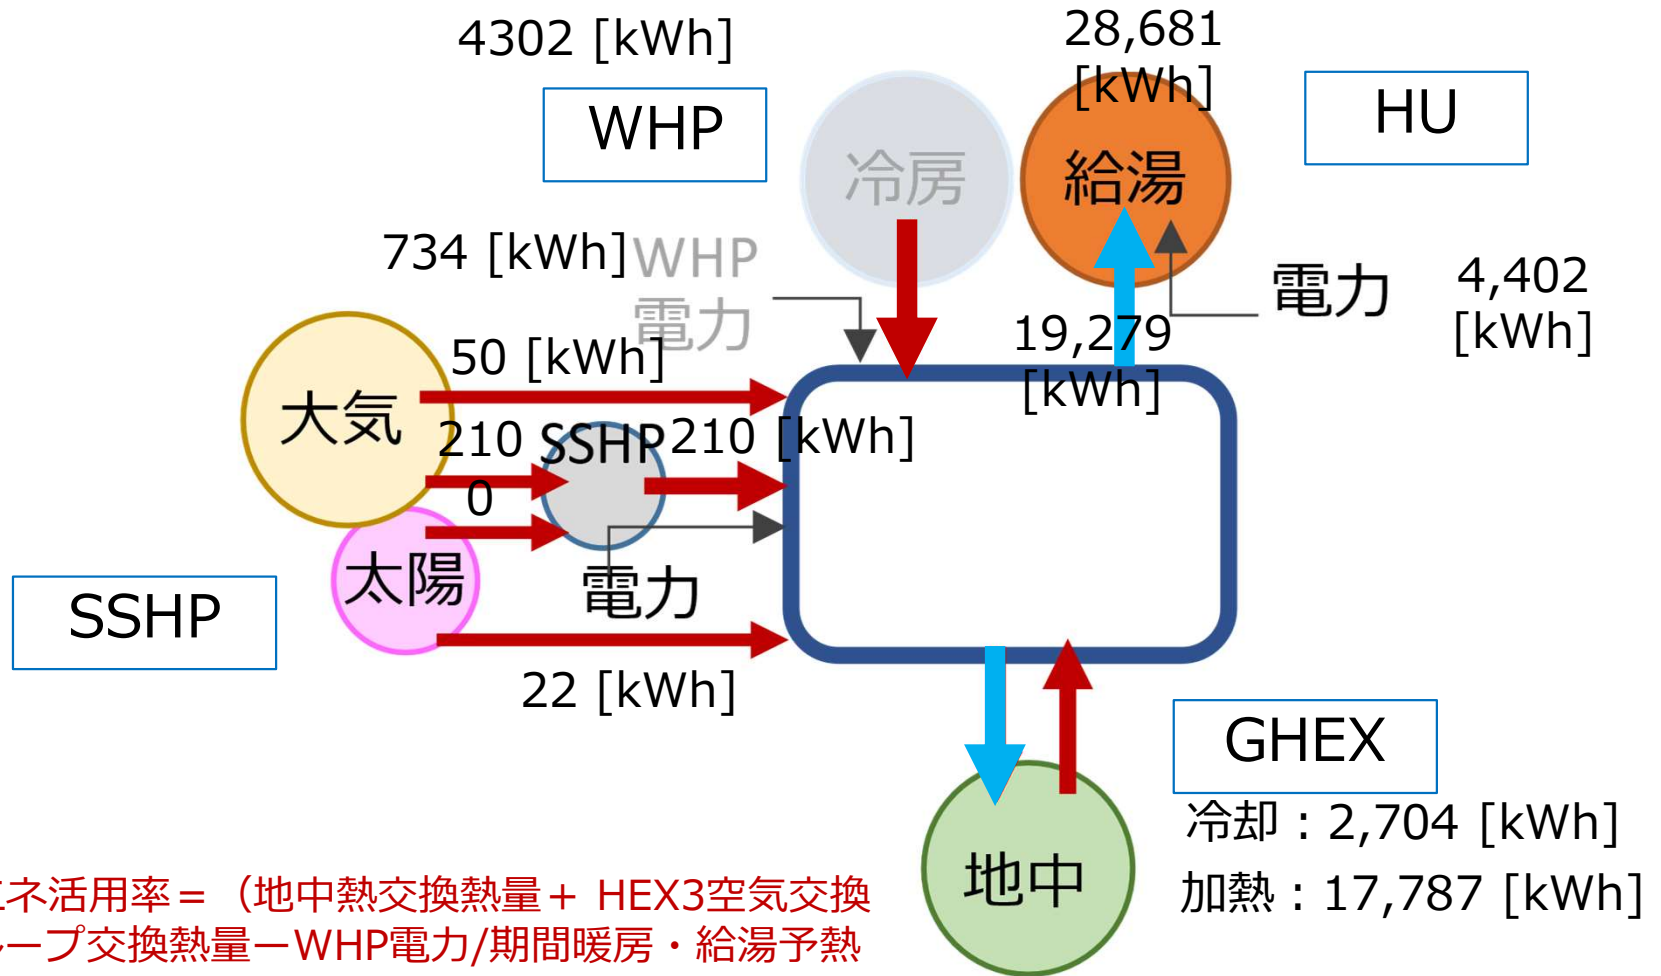 4302 [kWh]
28,681
[kWh]
WHP
HU
冷房
給湯
734 [kWh]
WHP
電力
電力
4,402
[kWh]
50 [kWh]
19,279
[kWh]
大気
210
SSHP
210 [kWh]
0
太陽
電力
SSHP
22 [kWh]
GHEX
地中
冷却：2,704 [kWh]
加熱：17,787 [kWh]
ネ活用率＝（地中熱交換熱量＋ HEX3空気交換
ープ交換熱量ーWHP電力/期間暖房・給湯予熱